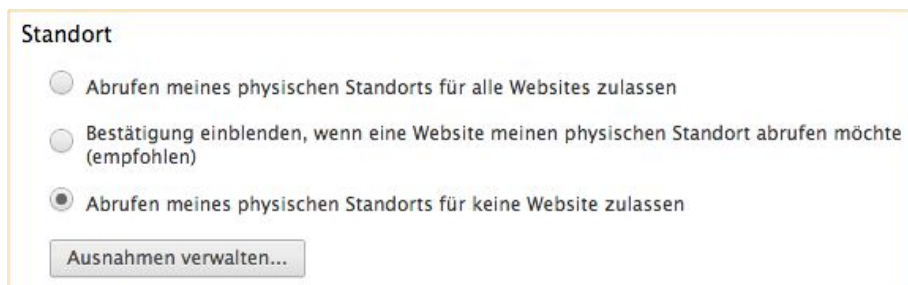 Standort
Abrufen meines physischen Standorts für alle Websites zulassen
Bestätigung einblenden, wenn eine Website meinen physischen Standort abrufen möchte
(empfohlen)
Abrufen meines physischen Standorts für keine Website zulassen
Ausnahmen verwalten...